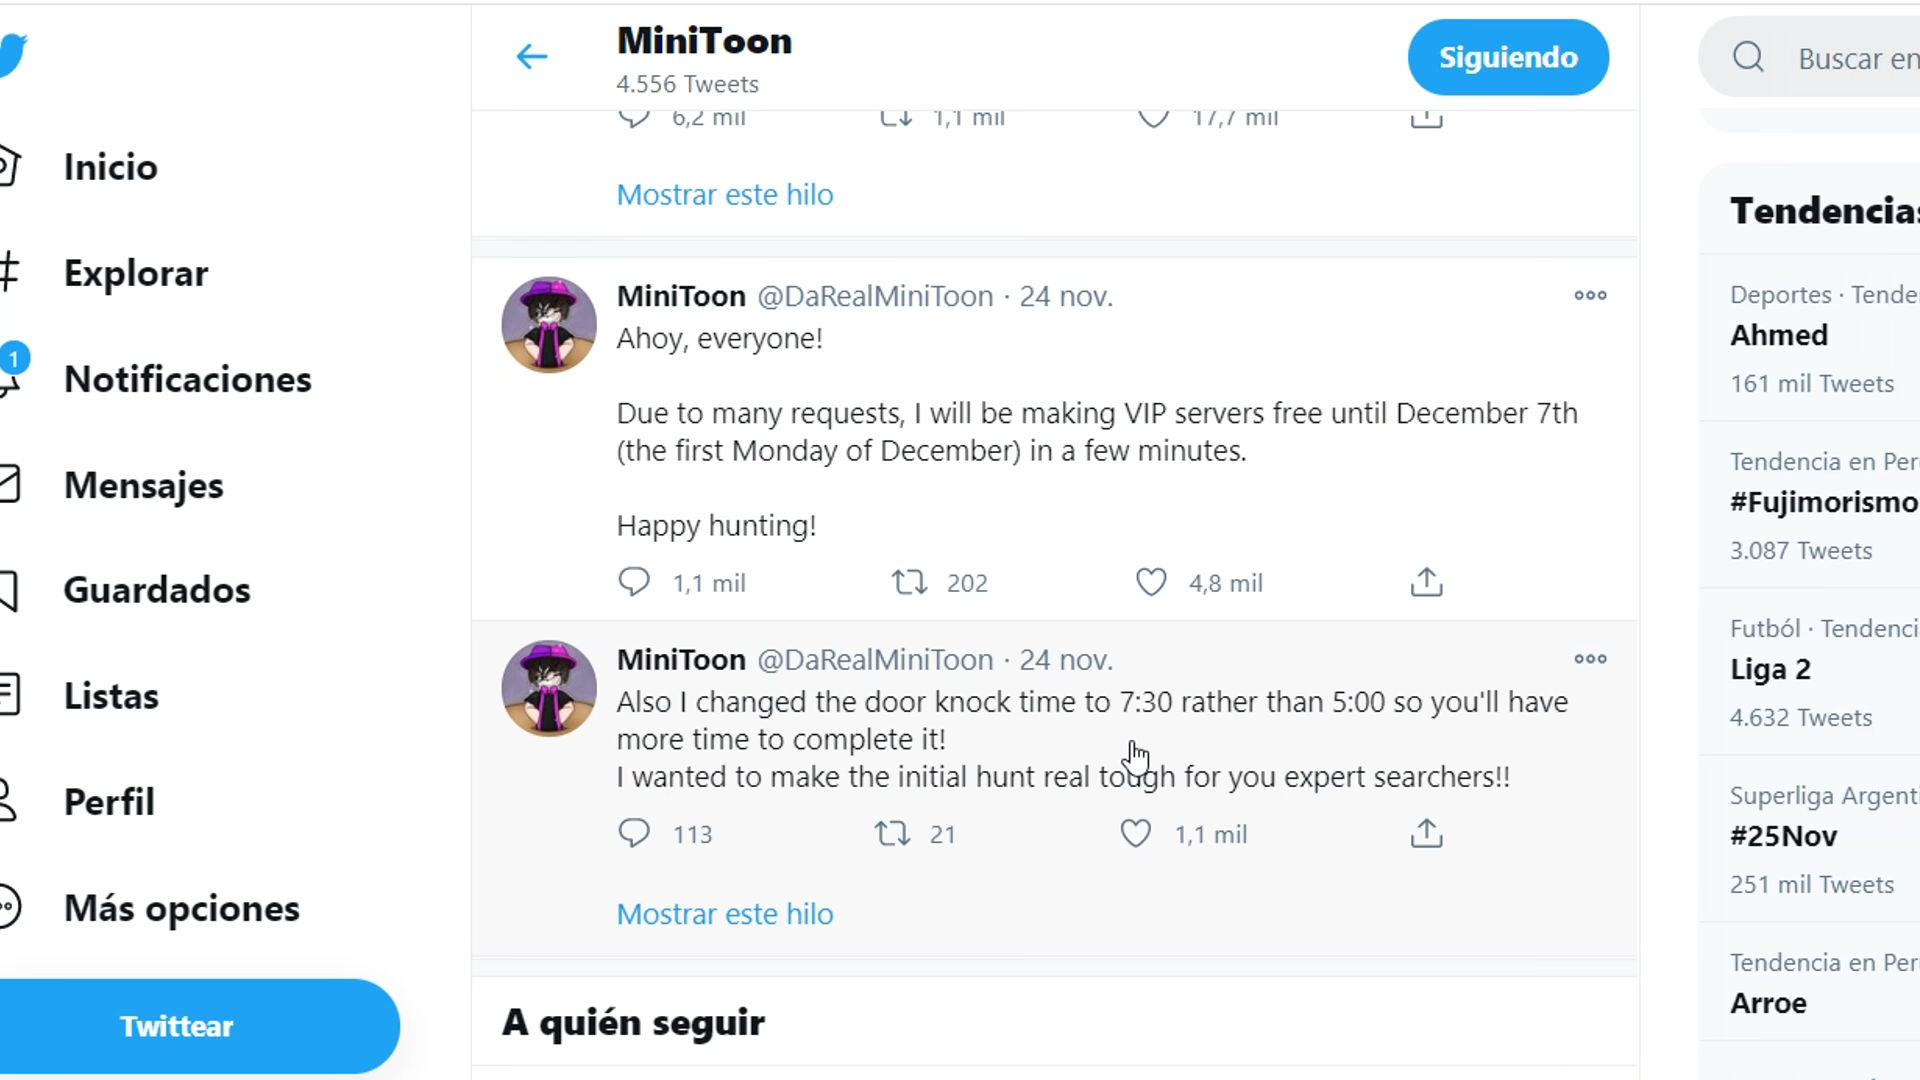 MiniToon
4.556 Tweets
Siguiendo
Buscar en
6,2 mil
1,1 mil
17,7 mil
Mostrar este hilo
Inicio
Explorar
1
Notificaciones
Mensajes
Guardados
Listas
Perfil
Más opciones
Twittear
MiniToon @DaRealMiniToon · 24 nov.
Ahoy, everyone!
Due to many requests, I will be making VIP servers free until December 7th
(the first Monday of December) in a few minutes.
Happy hunting!
1,1 mil
202
4,8 mil
MiniToon @DaRealMiniToon · 24 nov.
Also I changed the door knock time to 7:30 rather than 5:00 so you'll have
more time to complete it!
I wanted to make the initial hunt real tough for you expert searchers!!
113
21
1,1 mil
Mostrar este hilo
A quién seguir
Tendencias
Deportes · Tende
Ahmed
161 mil Tweets
Tendencia en Per
#Fujimorismo
3.087 Tweets
Futból · Tendenci
Liga 2
4.632 Tweets
Superliga Argenti
#25Nov
251 mil Tweets
Tendencia en Per
Arroe